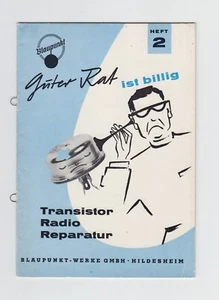 Blaupunkt
HEFT
2
Guter Rat
ist billig
Transistor
Radio
Reparatur
BLAUPUNKT-WERKE GMBH · HILDESHEIM